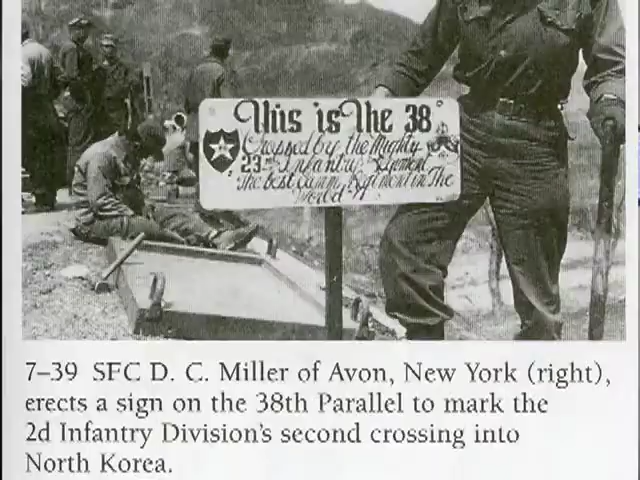 This is The 38°
Crossed by the Mighty
23rd Infantry Regiment
The best Regiment in The
World
7–39 SFC D. C. Miller of Avon, New York (right),
erects a sign on the 38th Parallel to mark the
2d Infantry Division's second crossing into
North Korea.